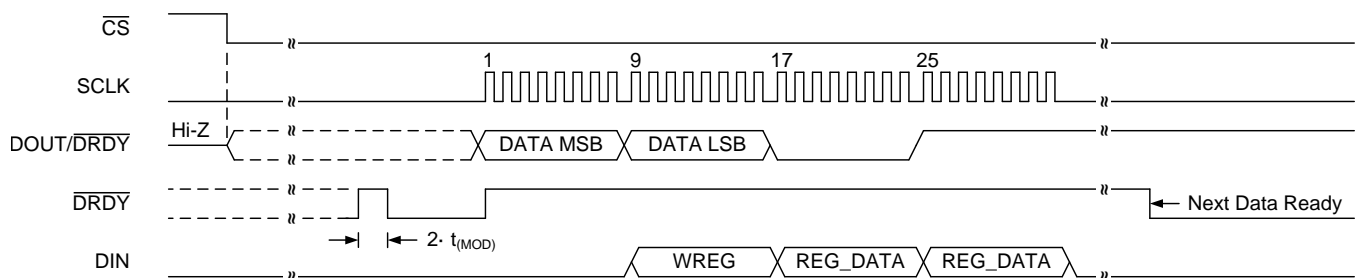 CS
1 9 17 25
SCLK
Hi-Z
DOUT/DRDY
DATA MSB
DATA LSB
DRDY
Next Data Ready
2· t(MOD)
DIN
WREG
REG_DATA
REG_DATA